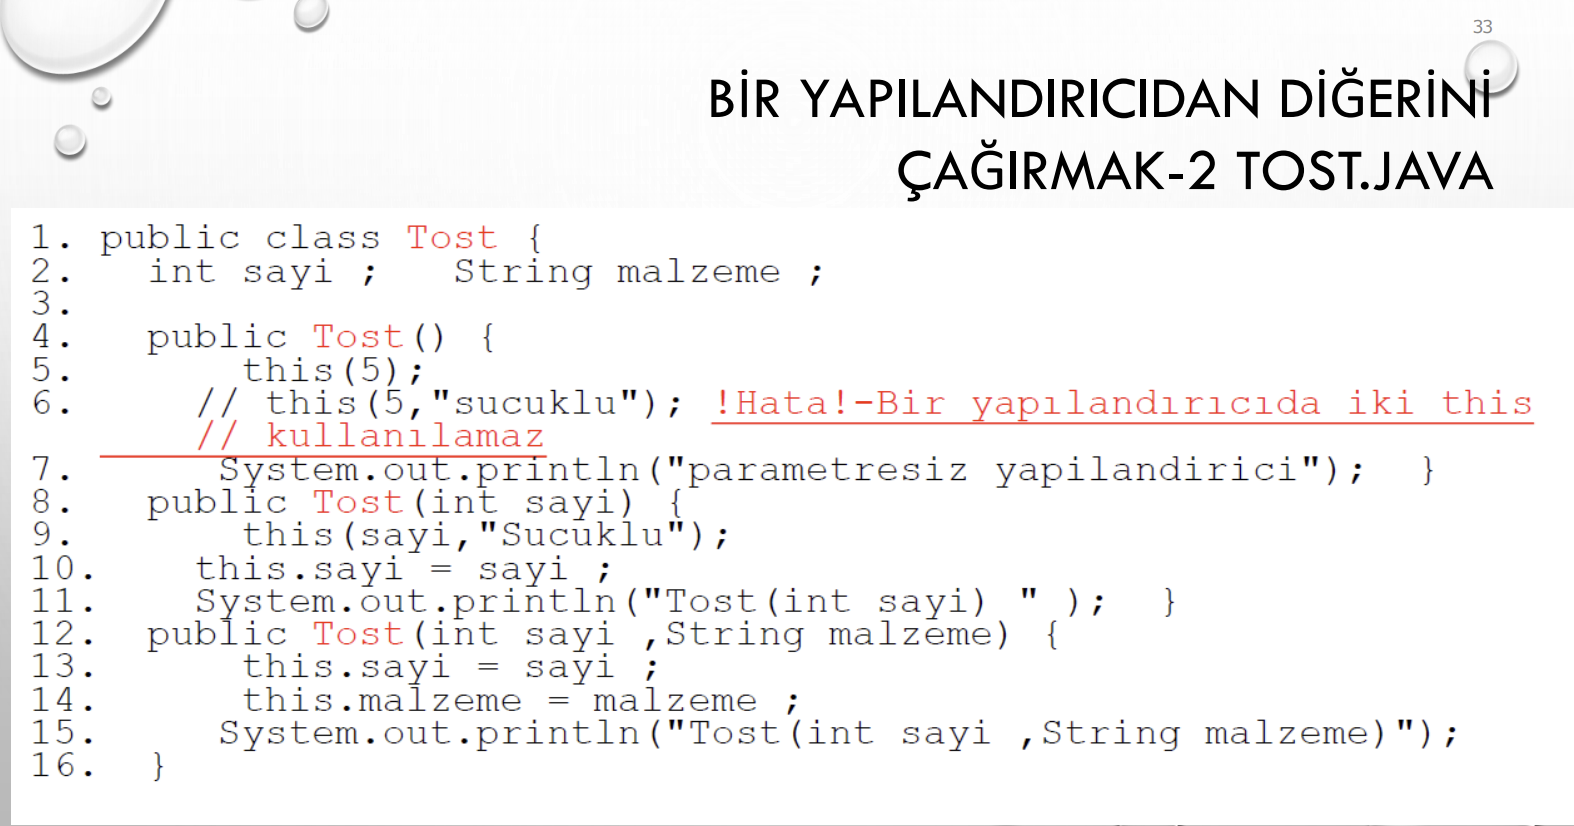 33
BİR YAPILANDIRICIDAN DİĞERİNİ
ÇAĞIRMAK-2 TOST.JAVA
1. public class Tost {
2. int sayi ; String malzeme ;
3.
4. public Tost() {
5. this(5);
6. // this(5,"sucuklu"); !Hata!-Bir yapılandırıcıda iki this
// kullanılamaz
7. System.out.println("parametresiz yapilandirici"); }
8. public Tost(int sayi) {
9. this(sayi,"Sucuklu");
10. this.sayi = sayi ;
11. System.out.println("Tost(int sayi) " ); }
12. public Tost(int sayi ,String malzeme) {
13. this.sayi = sayi ;
14. this.malzeme = malzeme ;
15. System.out.println("Tost(int sayi ,String malzeme)");
16. }